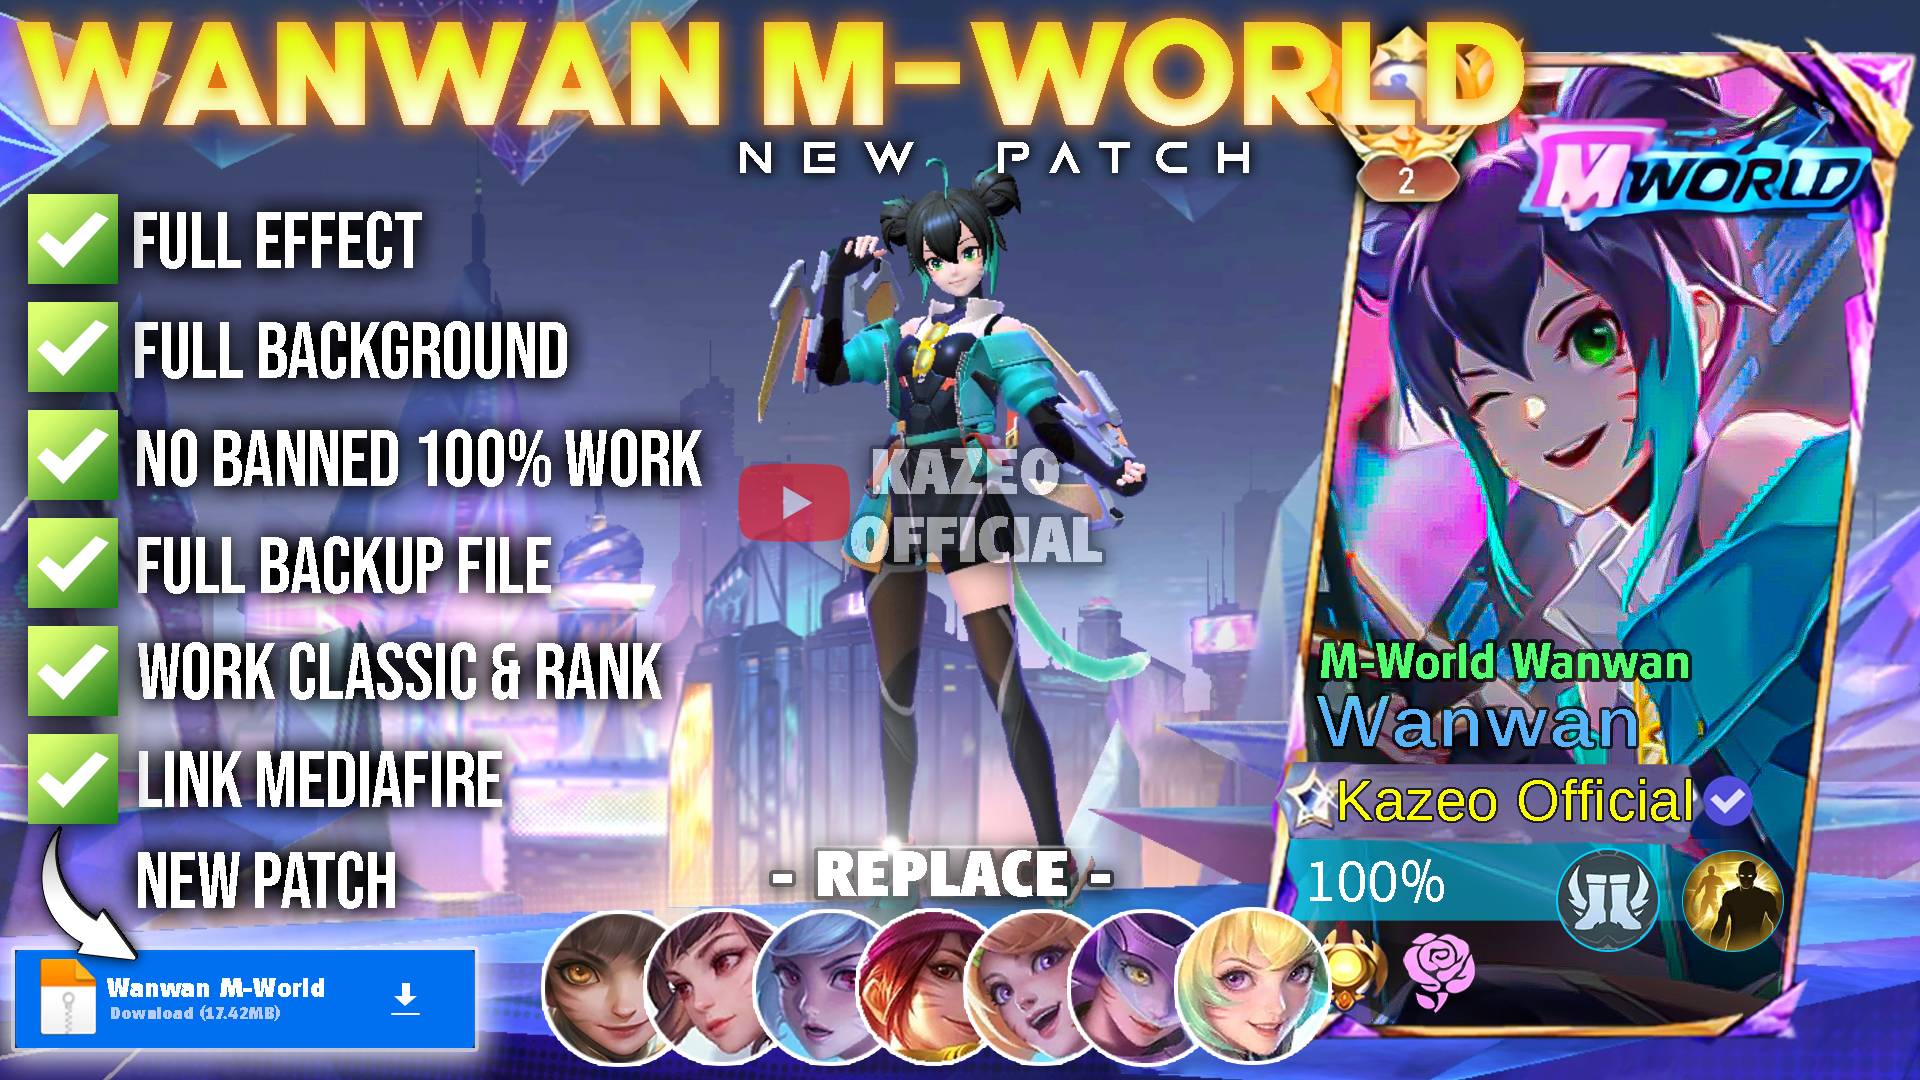 WANWAN M-WORLD
NEW PATCH
FULL EFFECT
FULL BACKGROUND
NO BANNED 100% WORK
FULL BACKUP FILE
WORK CLASSIC & RANK
LINK MEDIAFIRE
NEW PATCH
Wanwan M-World
Download (17.42MB)
KAZEO
OFFICIAL
- REPLACE -
2
MWORLD
M-World Wanwan
Wanwan
Kazeo Official
100%